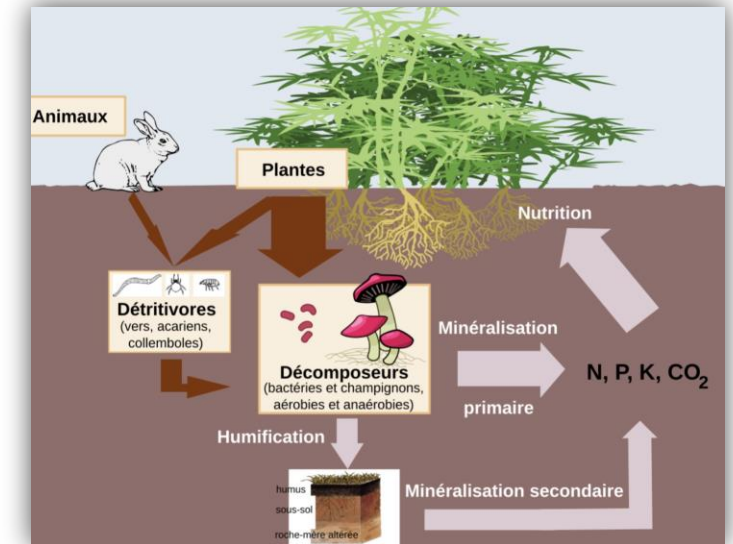 Animaux
Plantes
Nutrition
Détritivores
(vers, acariens,
collemboles)
Décomposeurs
(bactéries et champignons,
aérobies et anaérobies)
Minéralisation
primaire
N, P, K, CO₂
Humification
humus
sous-sol
roche-mère altérée
Minéralisation secondaire